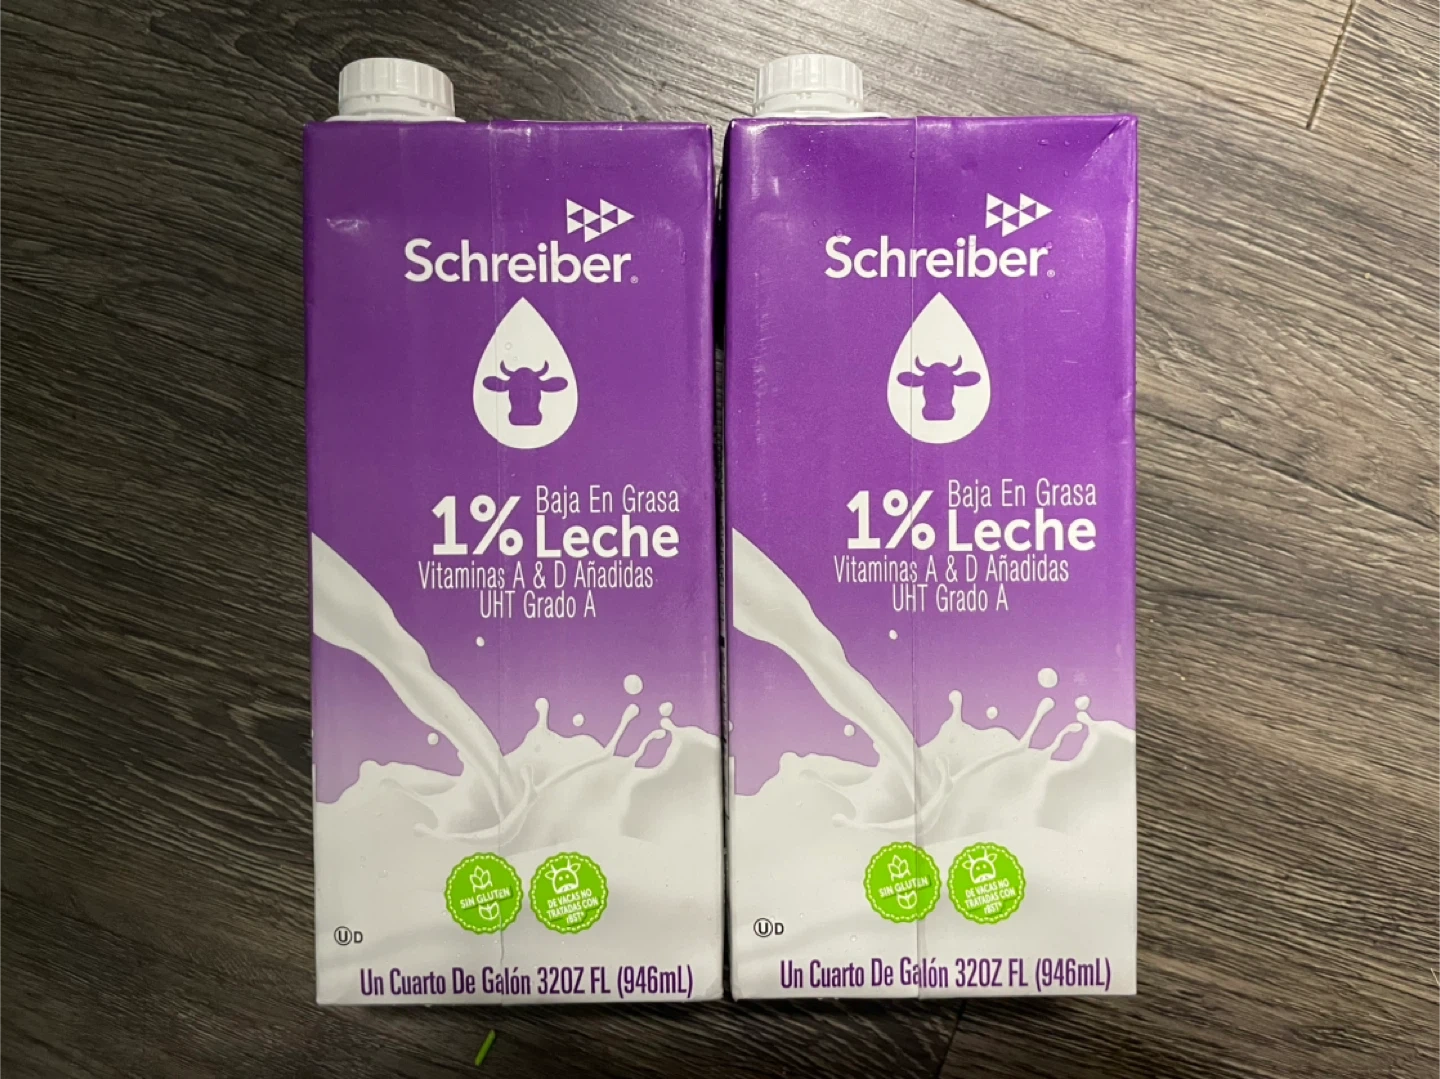 Schreiber®
1% Baja En Grasa
Leche
Vitaminas A & D Añadidas
UHT Grado A
SIN GLUTEN
DE VACAS NO
TRATADAS CON
rBST*
Ⓤ D
Un Cuarto De Galón 32OZ FL (946mL)
Schreiber®
1% Baja En Grasa
Leche
Vitaminas A & D Añadidas
UHT Grado A
SIN GLUTEN
DE VACAS NO
TRATADAS CON
rBST*
Ⓤ D
Un Cuarto De Galón 32OZ FL (946mL)